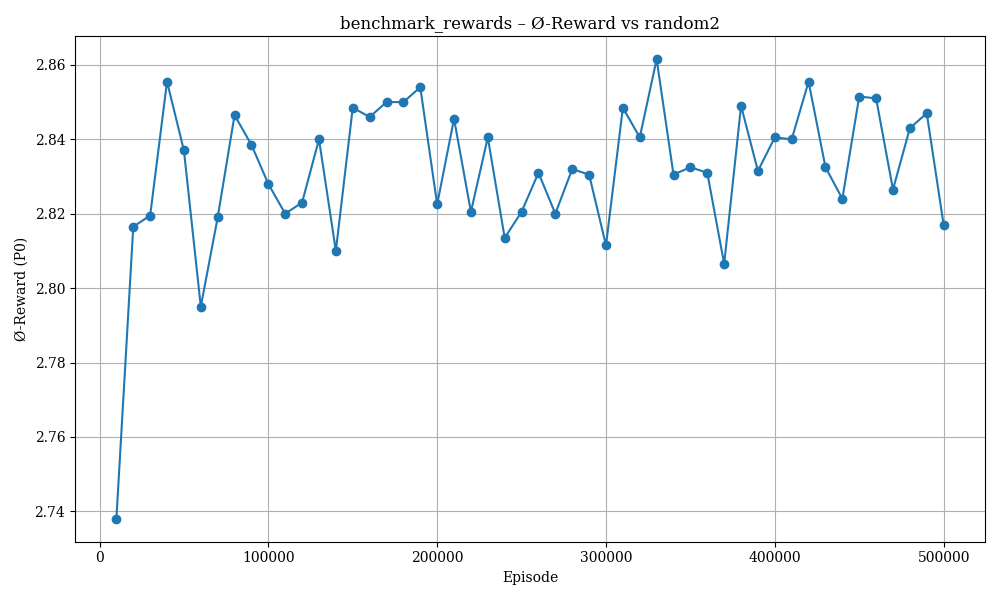 benchmark_rewards – Ø-Reward vs random2
2.86
2.84
2.82
2.80
2.78
2.76
2.74
Ø-Reward (P0)
0 100000 200000 300000 400000 500000
Episode